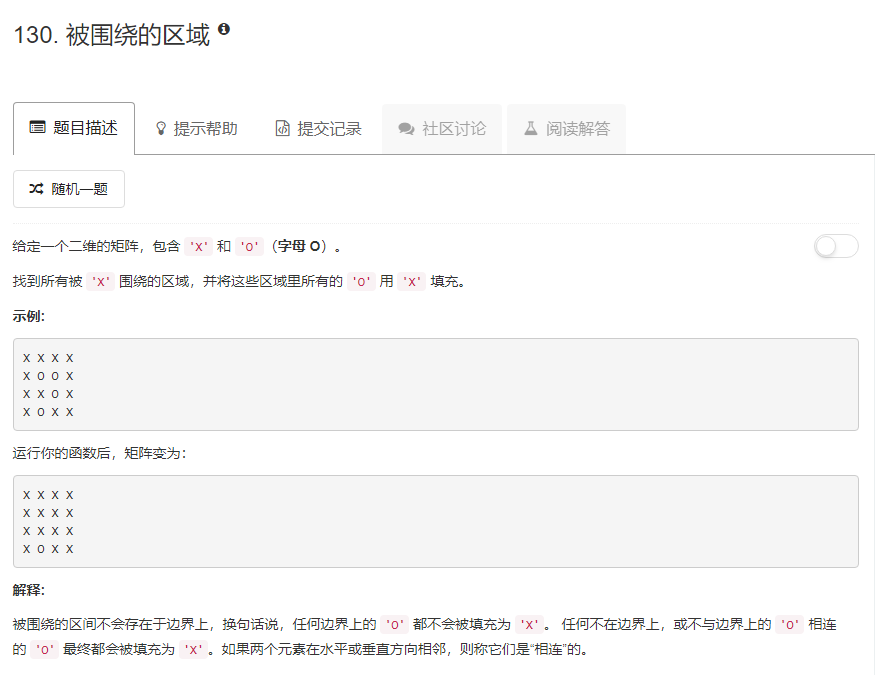 130. 被围绕的区域
题目描述 提示帮助 提交记录 社区讨论 阅读解答
随机一题
给定一个二维的矩阵，包含 'X' 和 'O'（字母 O）。
找到所有被 'X' 围绕的区域，并将这些区域里所有的 'O' 用 'X' 填充。
示例:
X X X X
X O O X
X X O X
X O X X
运行你的函数后，矩阵变为：
X X X X
X X X X
X X X X
X O X X
解释:
被围绕的区间不会存在于边界上，换句话说，任何边界上的 'O' 都不会被填充为 'X'。 任何不在边界上，或不与边界上的 'O' 相连
的 'O' 最终都会被填充为 'X'。如果两个元素在水平或垂直方向相邻，则称它们是“相连”的。